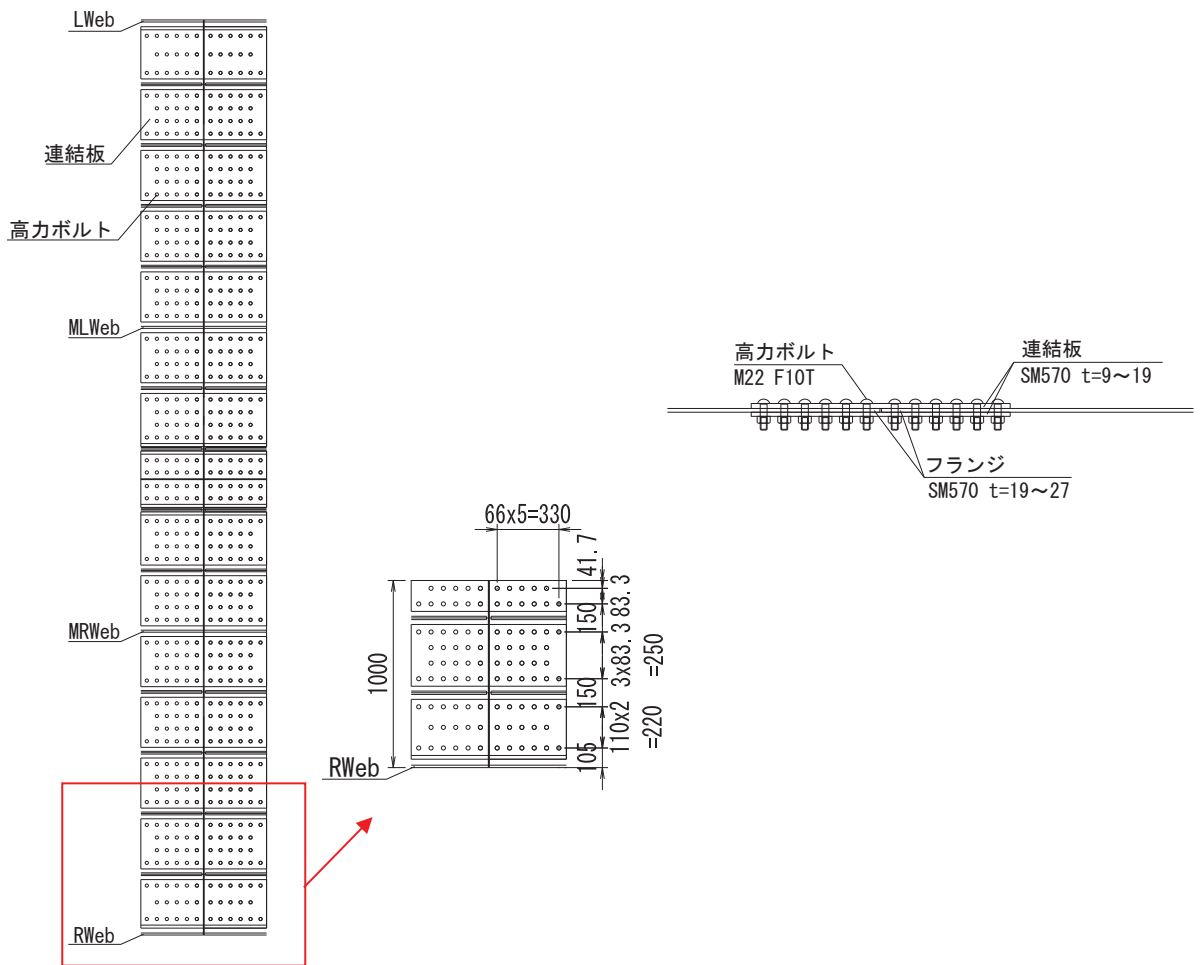 LWeb
連結板
高力ボルト
MLWeb
MRWeb
RWeb
66x5=330
41.7
83.3
150
3x83.3
=250
150
110x2
=220
105
1000
RWeb
高力ボルト
M22 F10T
連結板
SM570 t=9～19
フランジ
SM570 t=19～27